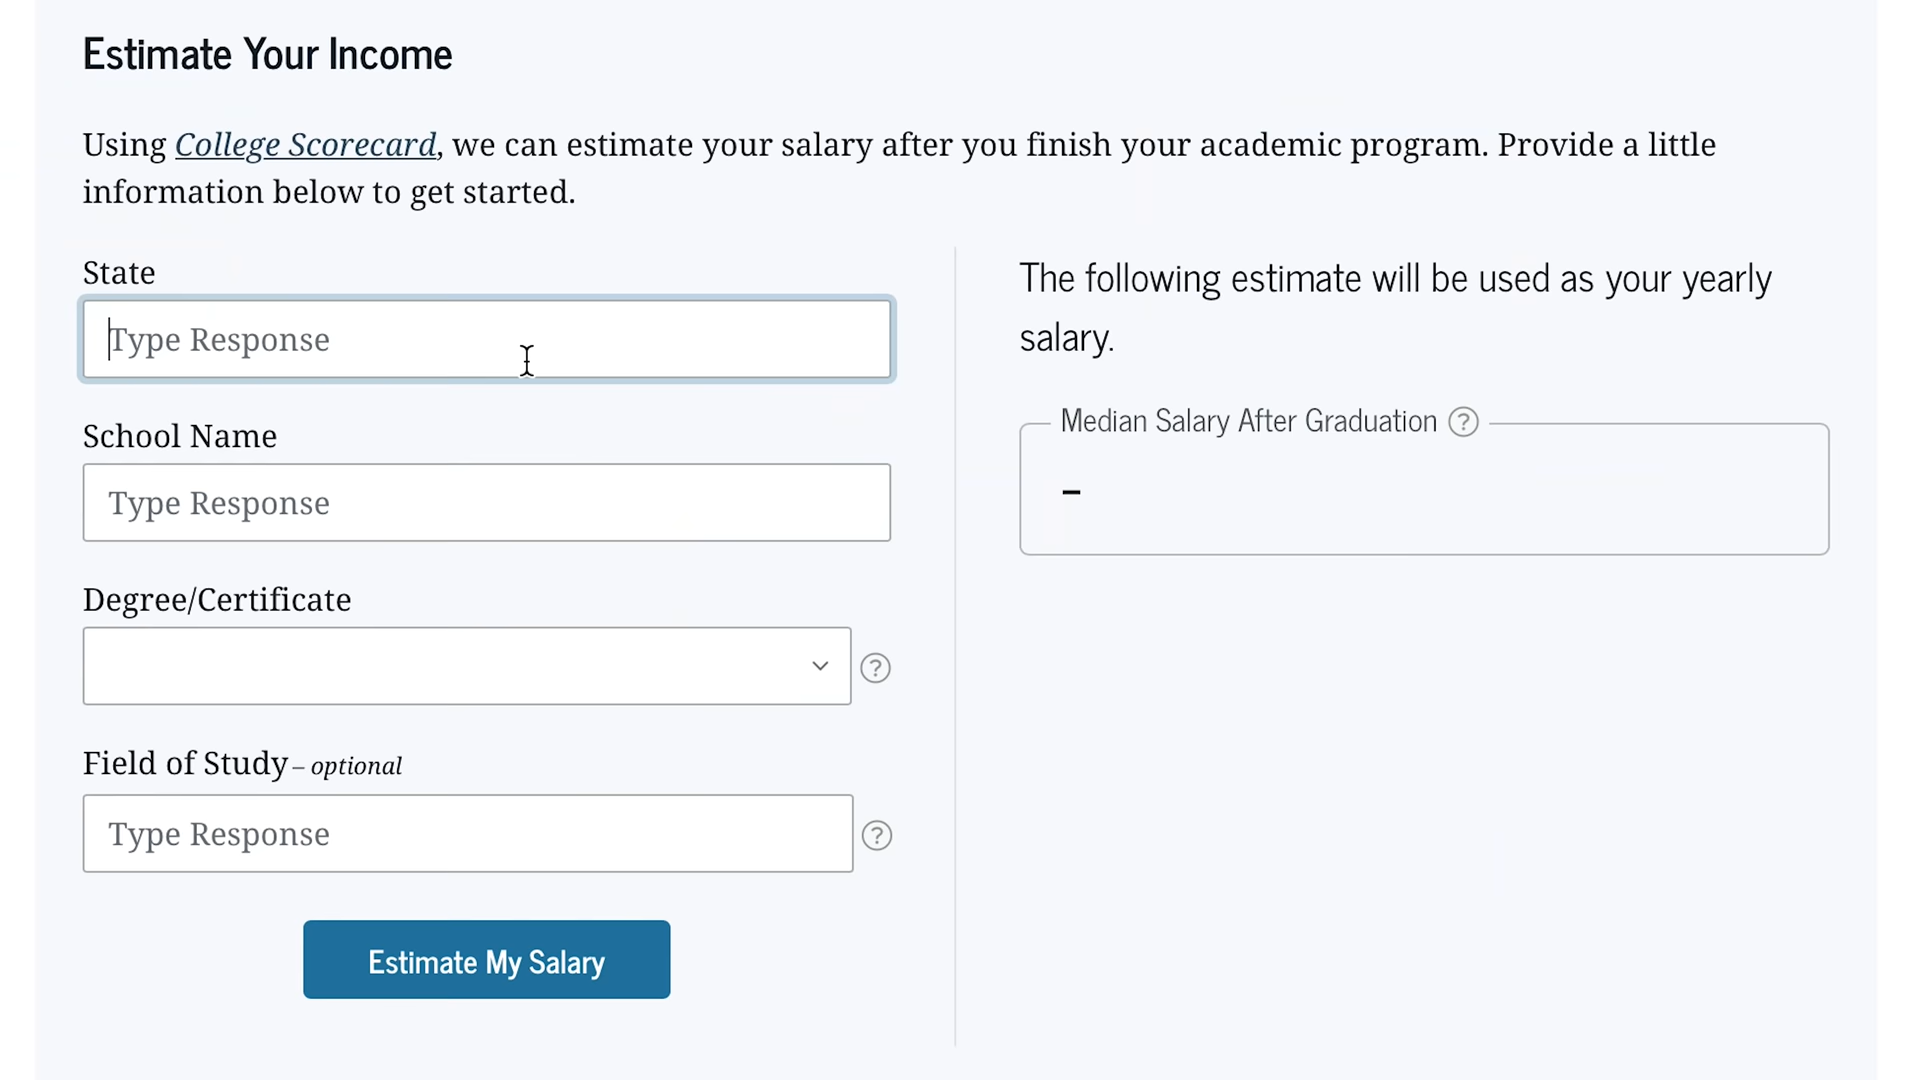 Estimate Your Income
Using College Scorecard, we can estimate your salary after you finish your academic program. Provide a little
information below to get started.
State
Type Response
School Name
Type Response
Degree/Certificate
?
Field of Study – optional
Type Response
?
Estimate My Salary
The following estimate will be used as your yearly
salary.
Median Salary After Graduation ?
–